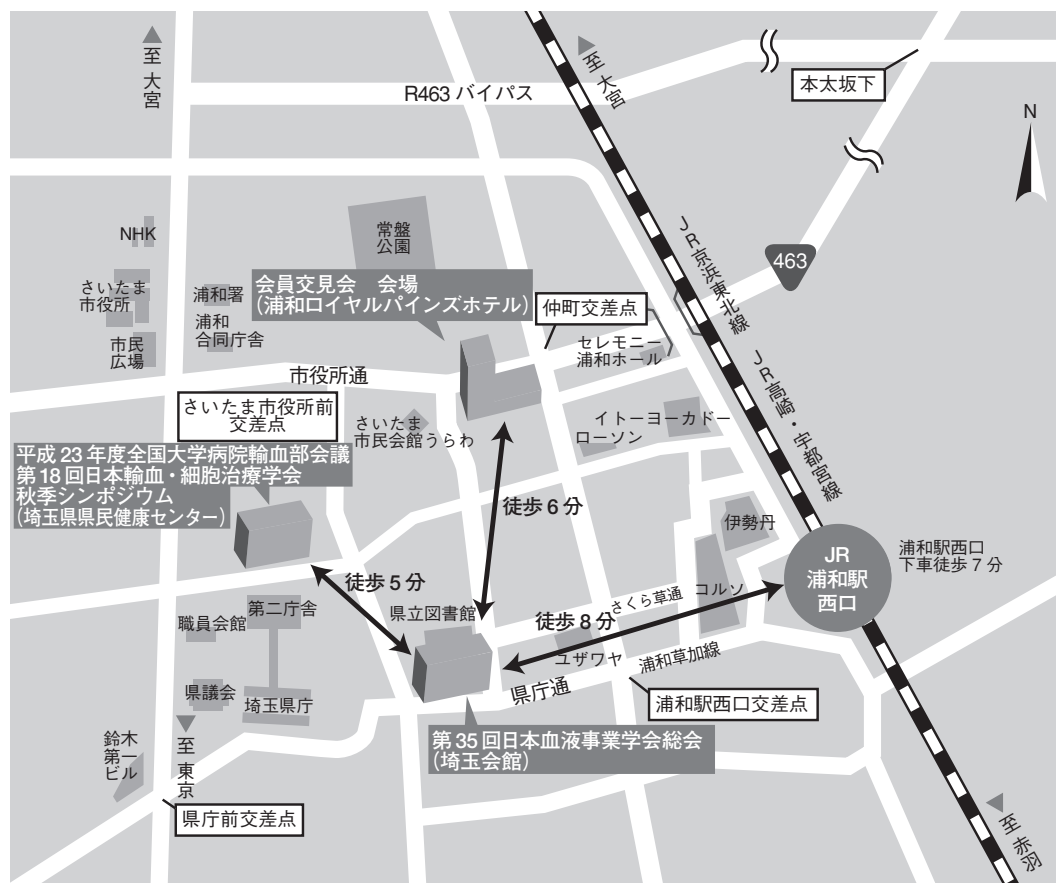 至 大宮
至 大宮
R463 バイパス
本太坂下
N
NHK
常盤
公園
JR京浜東北線
463
さいたま
市役所
浦和署
会員交見会 会場
(浦和ロイヤルパインズホテル)
仲町交差点
浦和
合同庁舎
市民
広場
セレモニー
浦和ホール
JR高崎・宇都宮線
市役所通
さいたま市役所前
交差点
さいたま
市民会館うらわ
イトーヨーカドー
ローソン
平成23年度全国大学病院輸血部会議
第18回日本輸血・細胞治療学会
秋季シンポジウム
(埼玉県県民健康センター)
徒歩6分
伊勢丹
JR
浦和駅
西口
浦和駅西口
下車徒歩7分
徒歩5分
県立図書館
さくら草通
コルソ
第二庁舎
職員会館
徒歩8分
ユザワヤ
浦和草加線
県庁通
県議会
埼玉県庁
浦和駅西口交差点
第35回日本血液事業学会総会
(埼玉会館)
鈴木
第一
ビル
至 東京
県庁前交差点
至 赤羽